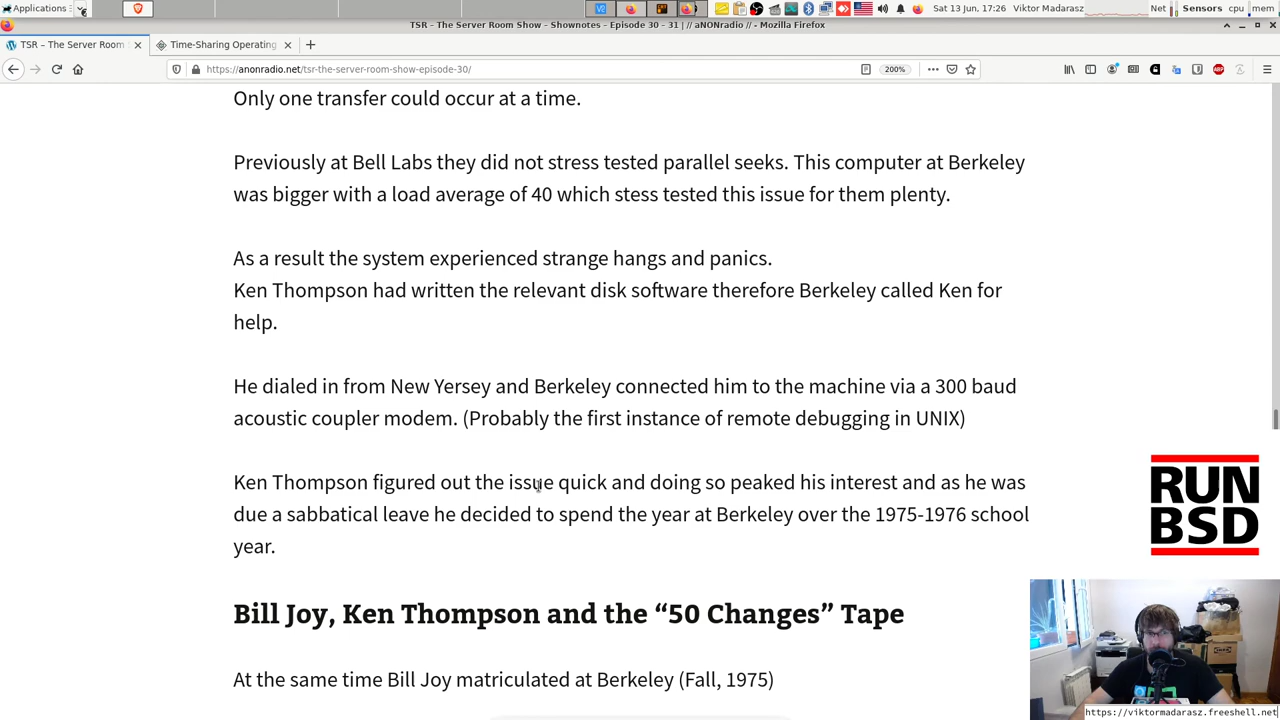 Applications
Sat 13 Jun, 17:26
Viktor Madarasz
Net
Sensors
cpu
mem
TSR – The Server Room Show – Shownotes – Episode 30 - 31 | // aNONradio // - Mozilla Firefox
TSR – The Server Room
Time-Sharing Operating
https://anonradio.net/tsr-the-server-room-show-episode-30/
200%
Only one transfer could occur at a time.
Previously at Bell Labs they did not stress tested parallel seeks. This computer at Berkeley
was bigger with a load average of 40 which stess tested this issue for them plenty.
As a result the system experienced strange hangs and panics.
Ken Thompson had written the relevant disk software therefore Berkeley called Ken for
help.
He dialed in from New Yersey and Berkeley connected him to the machine via a 300 baud
acoustic coupler modem. (Probably the first instance of remote debugging in UNIX)
Ken Thompson figured out the issue quick and doing so peaked his interest and as he was
due a sabbatical leave he decided to spend the year at Berkeley over the 1975-1976 school
year.
RUN
BSD
Bill Joy, Ken Thompson and the “50 Changes” Tape
At the same time Bill Joy matriculated at Berkeley (Fall, 1975)
https://viktormadarasz.freeshell.net